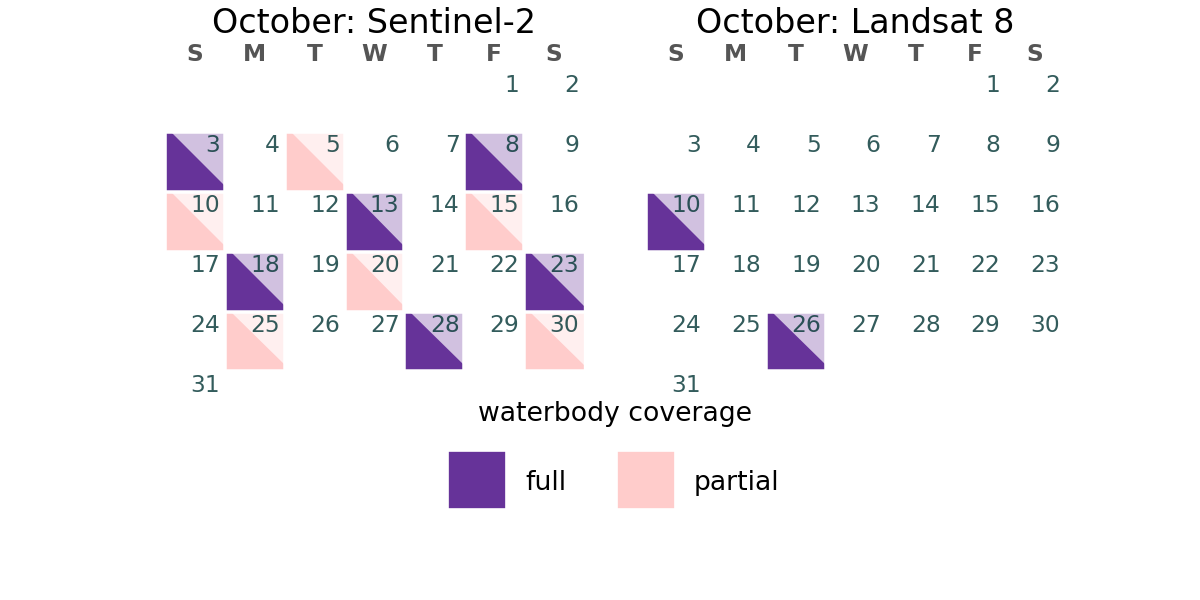 October: Sentinel-2
S M T W T F S
1 2
3 4 5 6 7 8 9
10 11 12 13 14 15 16
17 18 19 20 21 22 23
24 25 26 27 28 29 30
31
October: Landsat 8
S M T W T F S
1 2
3 4 5 6 7 8 9
10 11 12 13 14 15 16
17 18 19 20 21 22 23
24 25 26 27 28 29 30
31
waterbody coverage
full partial